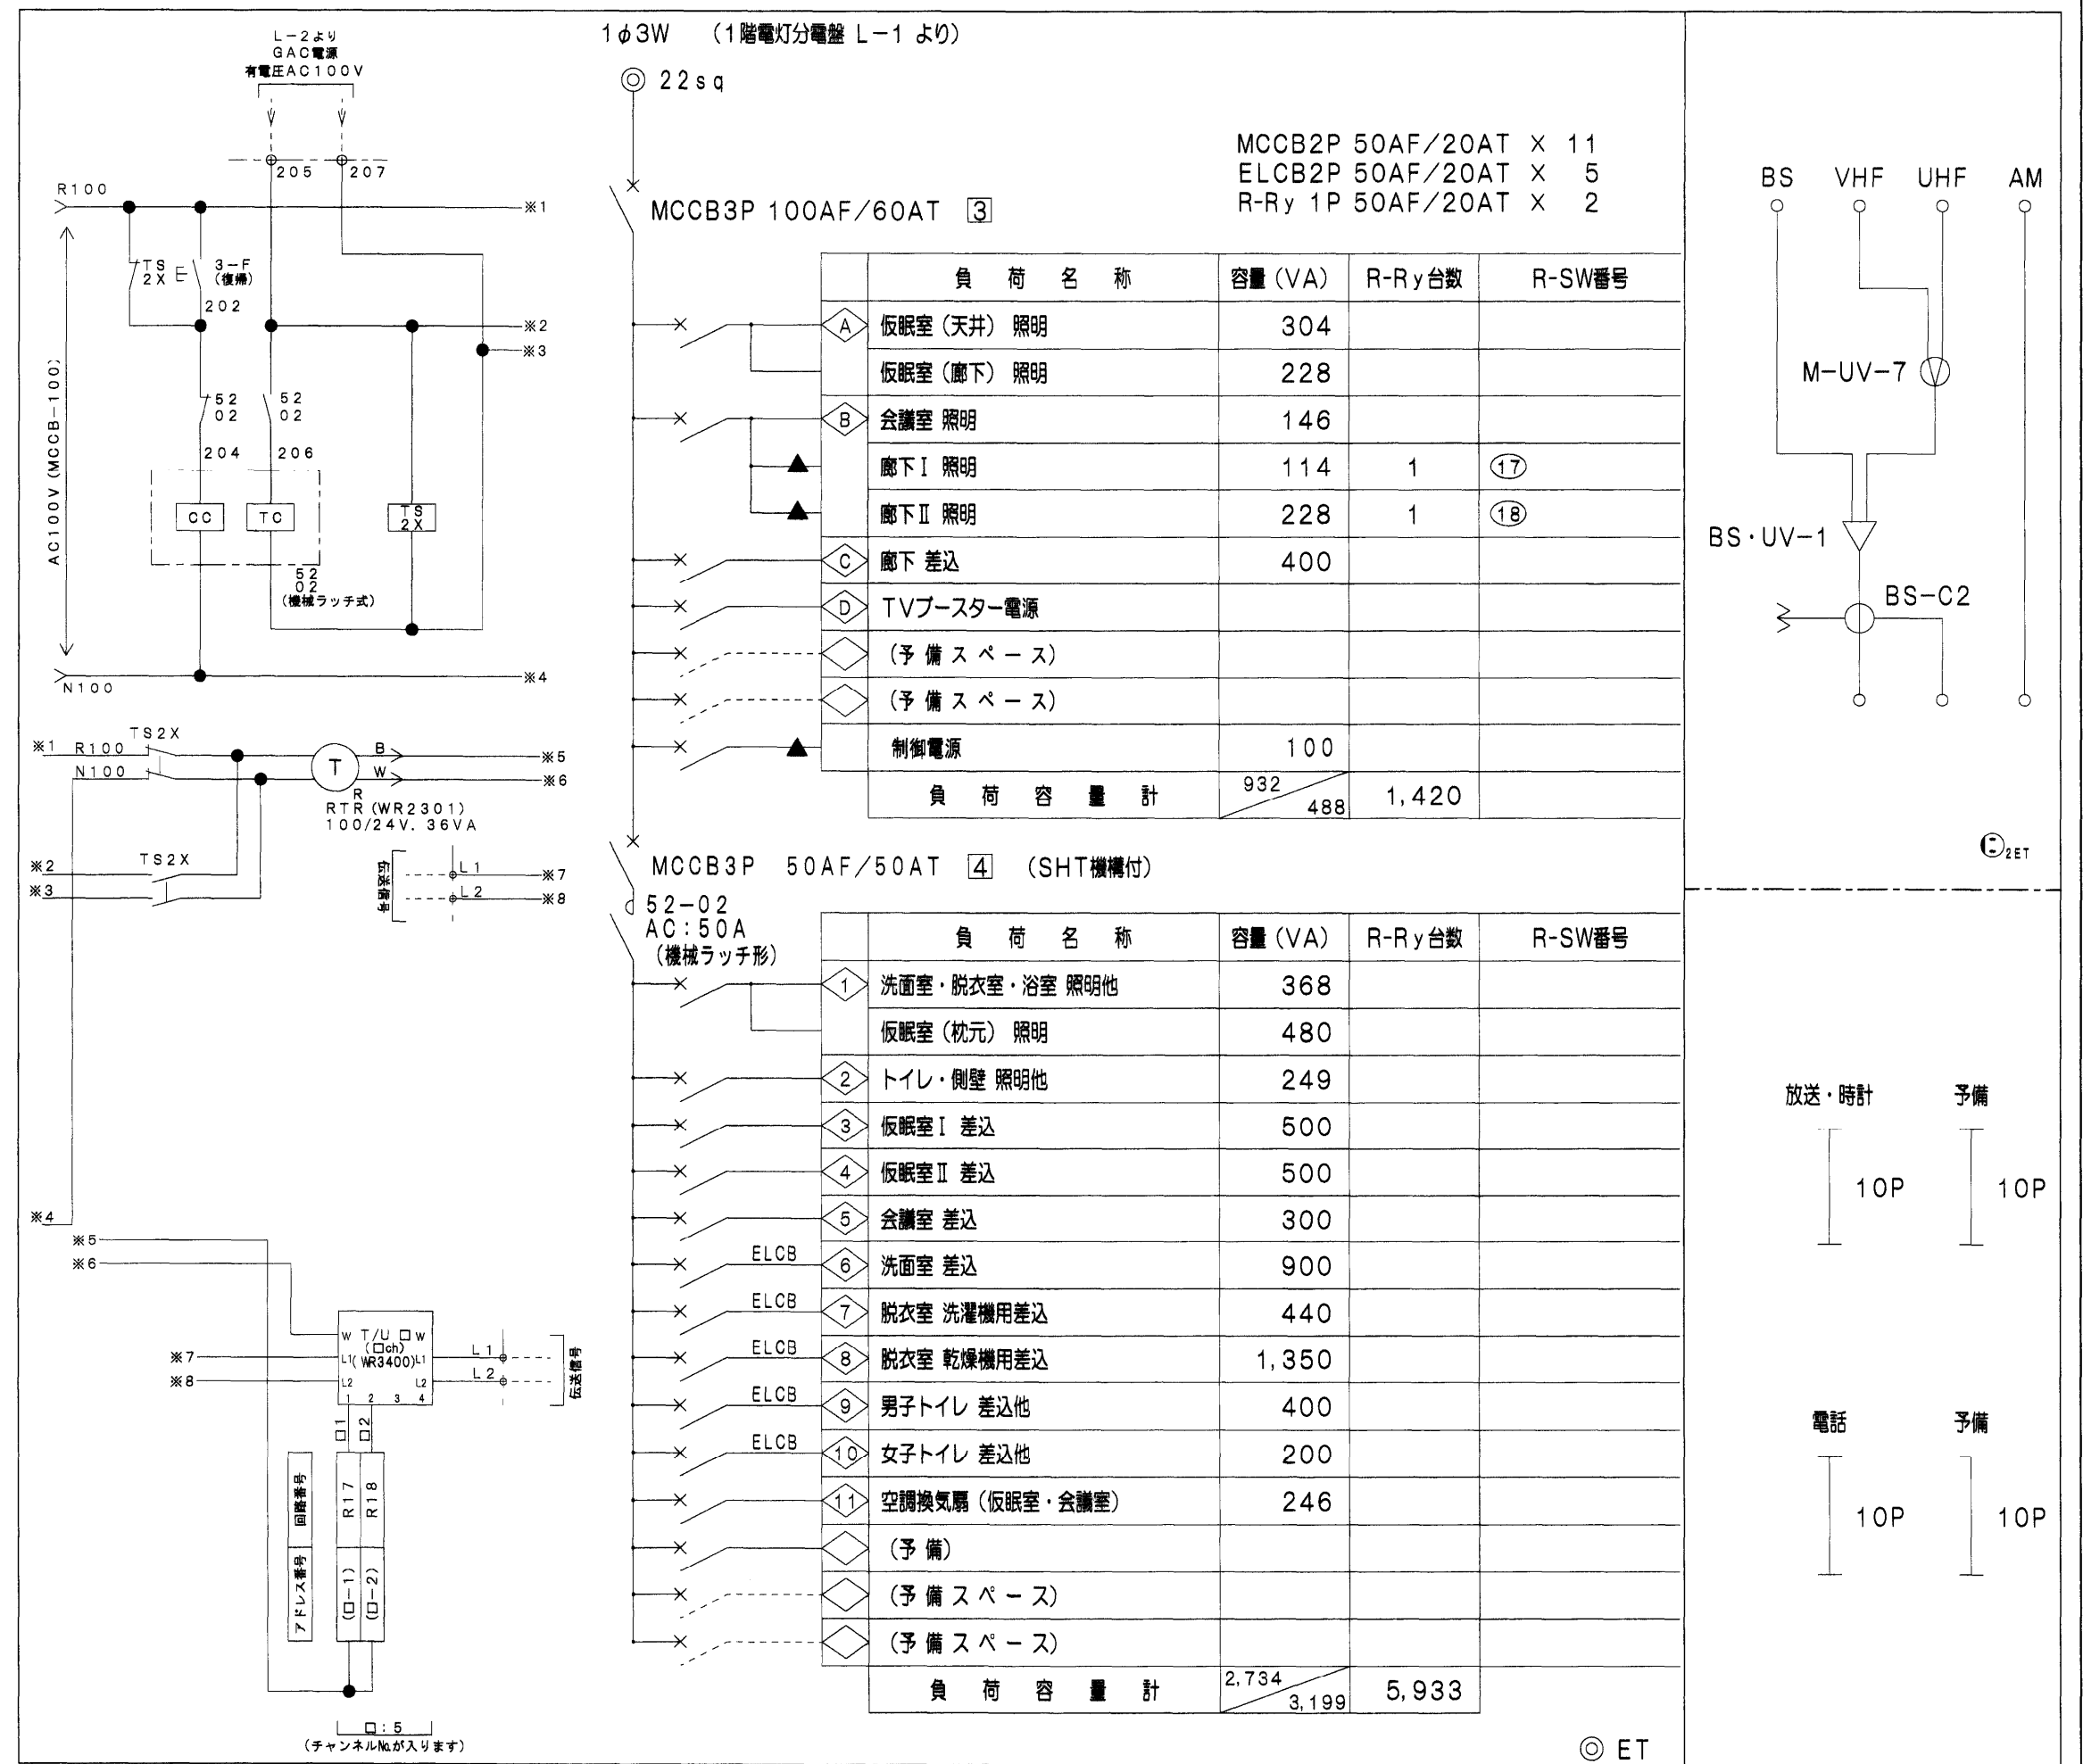 L-2より
GAC電源
有電圧AC100V
205 207
R100
※1
TS
2X
3-F
(復帰)
202
※2
※3
52
02
52
02
204 206
AC100V(MCCB-100)
CC TC TS
2X
52
02
(機械ラッチ式)
N100
※4
※1 R100 TS2X
N100
T
B ※5
W ※6
R
RTR(WR2301)
100/24V. 36VA
※2 TS2X
※3
伝送信号
L1 ※7
L2 ※8
※4
※5
※6
W T/U □ W
(□ch)
※7 L1(WR3400)L1 L1
※8 L2 L2 L2
1 2 3 4
伝送信号
□1 □2
回路番号 R17 R18
アドレス番号 (□-1) (□-2)
□:5
(チャンネル№が入ります)
1φ3W (1階電灯分電盤 L-1 より)
22sq
MCCB2P 50AF/20AT × 11
ELCB2P 50AF/20AT × 5
R-Ry 1P 50AF/20AT × 2
MCCB3P 100AF/60AT 3
負荷名称 容量(VA) R-Ry台数 R-SW番号
A 仮眠室(天井) 照明 304
仮眠室(廊下) 照明 228
B 会議室 照明 146
廊下Ⅰ 照明 114 1 17
廊下Ⅱ 照明 228 1 18
C 廊下 差込 400
D TVブースター電源
(予備スペース)
(予備スペース)
制御電源 100
負荷容量計 932/488 1,420
MCCB3P 50AF/50AT 4 (SHT機構付)
52-02
AC:50A
(機械ラッチ形)
負荷名称 容量(VA) R-Ry台数 R-SW番号
1 洗面室・脱衣室・浴室 照明他 368
仮眠室(枕元) 照明 480
2 トイレ・側壁 照明他 249
3 仮眠室Ⅰ 差込 500
4 仮眠室Ⅱ 差込 500
5 会議室 差込 300
ELCB 6 洗面室 差込 900
ELCB 7 脱衣室 洗濯機用差込 440
ELCB 8 脱衣室 乾燥機用差込 1,350
ELCB 9 男子トイレ 差込他 400
ELCB 10 女子トイレ 差込他 200
11 空調換気扇(仮眠室・会議室) 246
(予備)
(予備スペース)
(予備スペース)
負荷容量計 2,734/3,199 5,933
◎ ET
BS VHF UHF AM
M-UV-7
BS・UV-1
BS-C2
2ET
放送・時計 予備
10P 10P
電話 予備
10P 10P